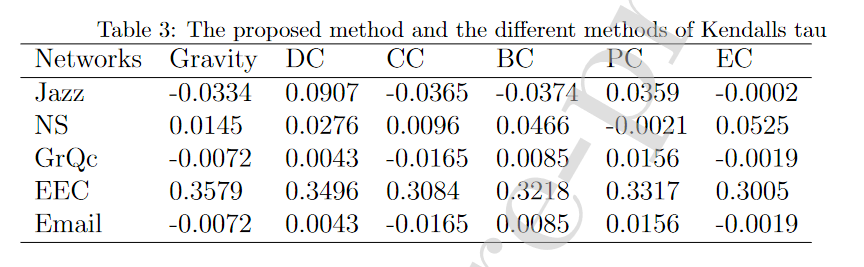 Table 3: The proposed method and the different methods of Kendalls tau
Networks Gravity DC CC BC PC EC
Jazz -0.0334 0.0907 -0.0365 -0.0374 0.0359 -0.0002
NS 0.0145 0.0276 0.0096 0.0466 -0.0021 0.0525
GrQc -0.0072 0.0043 -0.0165 0.0085 0.0156 -0.0019
EEC 0.3579 0.3496 0.3084 0.3218 0.3317 0.3005
Email -0.0072 0.0043 -0.0165 0.0085 0.0156 -0.0019
re-pr